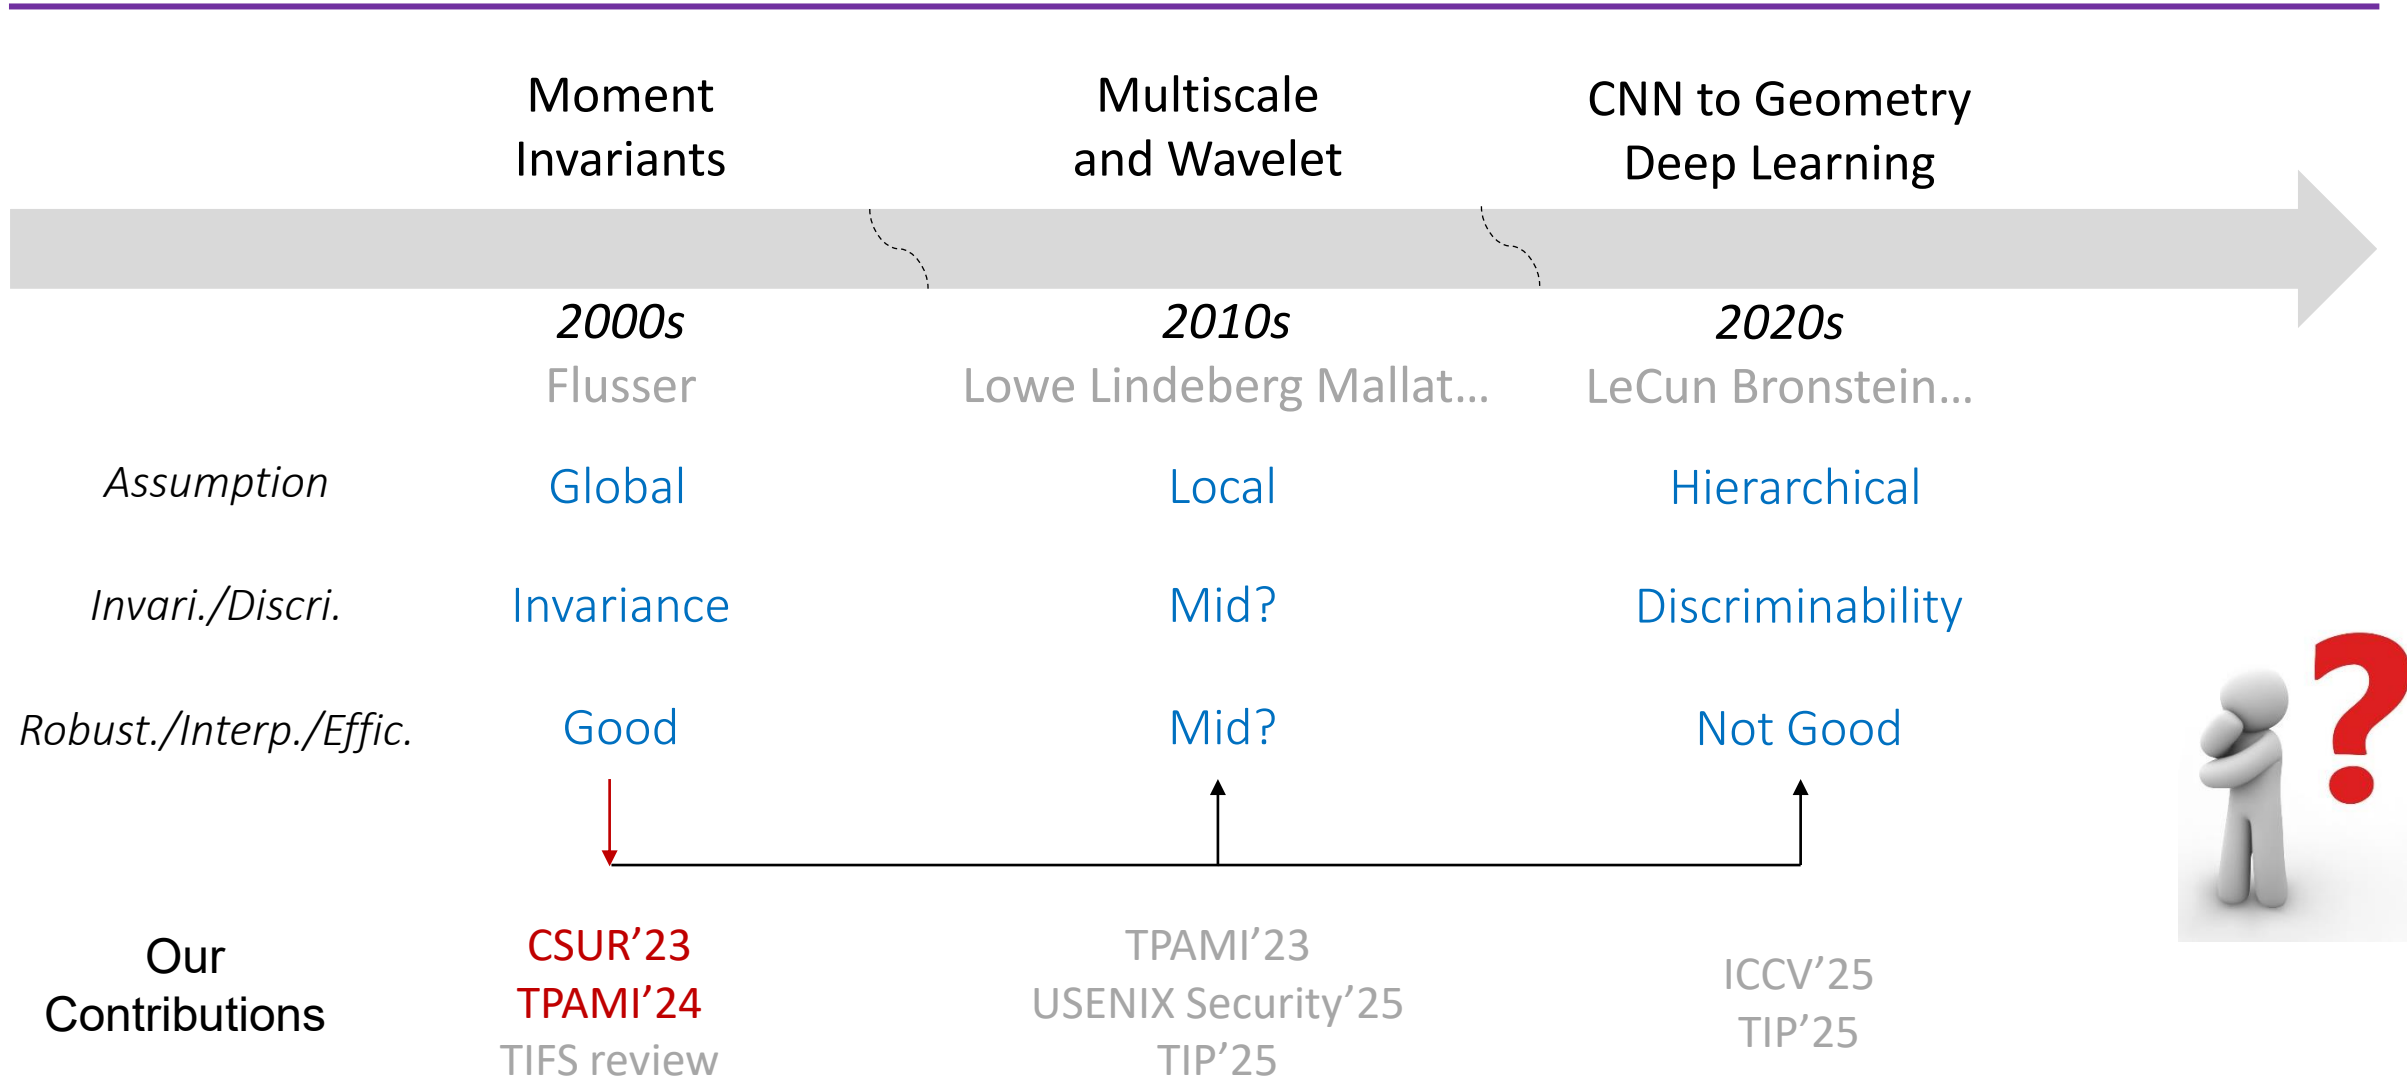 Moment
Invariants
Multiscale
and Wavelet
CNN to Geometry
Deep Learning
2000s
2010s
2020s
Flusser
Lowe Lindeberg Mallat…
LeCun Bronstein…
Assumption
Global
Local
Hierarchical
Invari./Discri.
Invariance
Mid?
Discriminability
Robust./Interp./Effic.
Good
Mid?
Not Good
?
Our
Contributions
CSUR’23
TPAMI’24
TIFS review
TPAMI’23
USENIX Security’25
TIP’25
ICCV’25
TIP’25